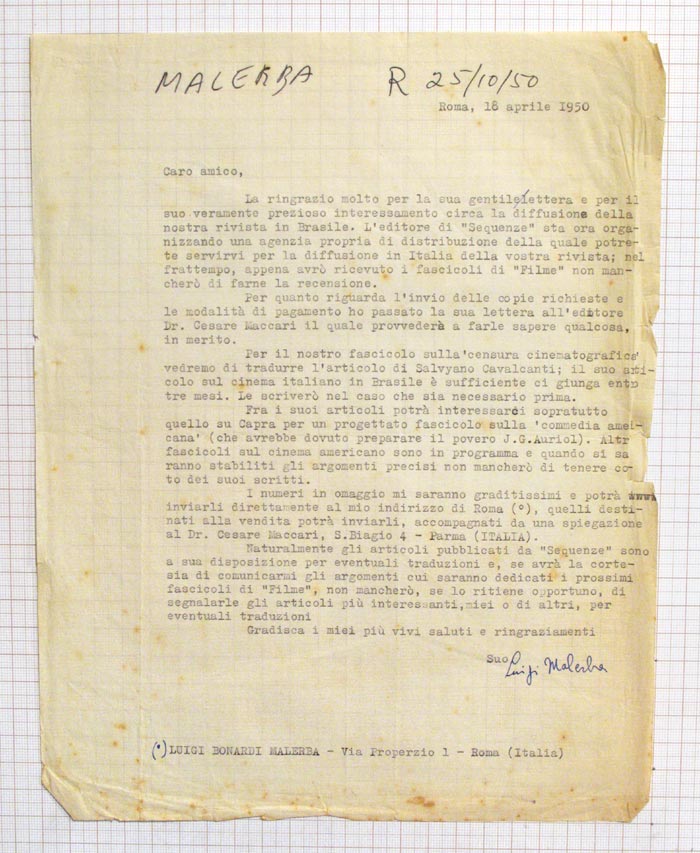 MALERBA R 25/10/50
Roma, 18 aprile 1950
Caro amico,
La ringrazio molto per la sua gentile lettera e per il
suo veramente prezioso interessamento circa la diffusione della
nostra rivista in Brasile. L'editore di "Sequenze" sta ora orga-
nizzando una agenzia propria di distribuzione della quale potre-
te servirvi per la diffusione in Italia della vostra rivista; nel
frattempo, appena avrò ricevuto i fascicoli di "Filme" non man-
cherò di farne la recensione.
Per quanto riguarda l'invio delle copie richieste e
le modalità di pagamento ho passato la sua lettera all'editore
Dr. Cesare Maccari il quale provvederà a farle sapere qualcosa,
in merito.
Per il nostro fascicolo sulla 'censura cinematografica'
vedremo di tradurre l'articolo di Salvyano Cavalcanti; il suo arti-
colo sul cinema italiano in Brasile è sufficiente ci giunga entro
tre mesi. Le scriverò nel caso che sia necessario prima.
Fra i suoi articoli potrà interessarci sopratutto
quello su Capra per un progettato fascicolo sulla 'commedia ameri-
cana' (che avrebbe dovuto preparare il povero J.G.Auriol). Altr
fascicoli sul cinema americano sono in programma e quando si sa
ranno stabiliti gli argomenti precisi non mancherò di tenere co
to dei suoi scritti.
I numeri in omaggio mi saranno graditissimi e potrà
inviarli direttamente al mio indirizzo di Roma (°), quelli desti-
nati alla vendita potrà inviarli, accompagnati da una spiegazione
al Dr. Cesare Maccari, S.Biagio 4 - Parma (ITALIA).
Naturalmente gli articoli pubblicati da "Sequenze" sono
a sua disposizione per eventuali traduzioni e, se avrà la corte-
sia di comunicarmi gli argomenti cui saranno dedicati i prossimi
fascicoli di "Filme", non mancherò, se lo ritiene opportuno, di
segnalarle gli articoli più interessanti,miei o di altri, per
eventuali traduzioni
Gradisca i miei più vivi saluti e ringraziamenti
Suo Luigi Malerba
(°)LUIGI BONARDI MALERBA - Via Properzio 1 - Roma (Italia)